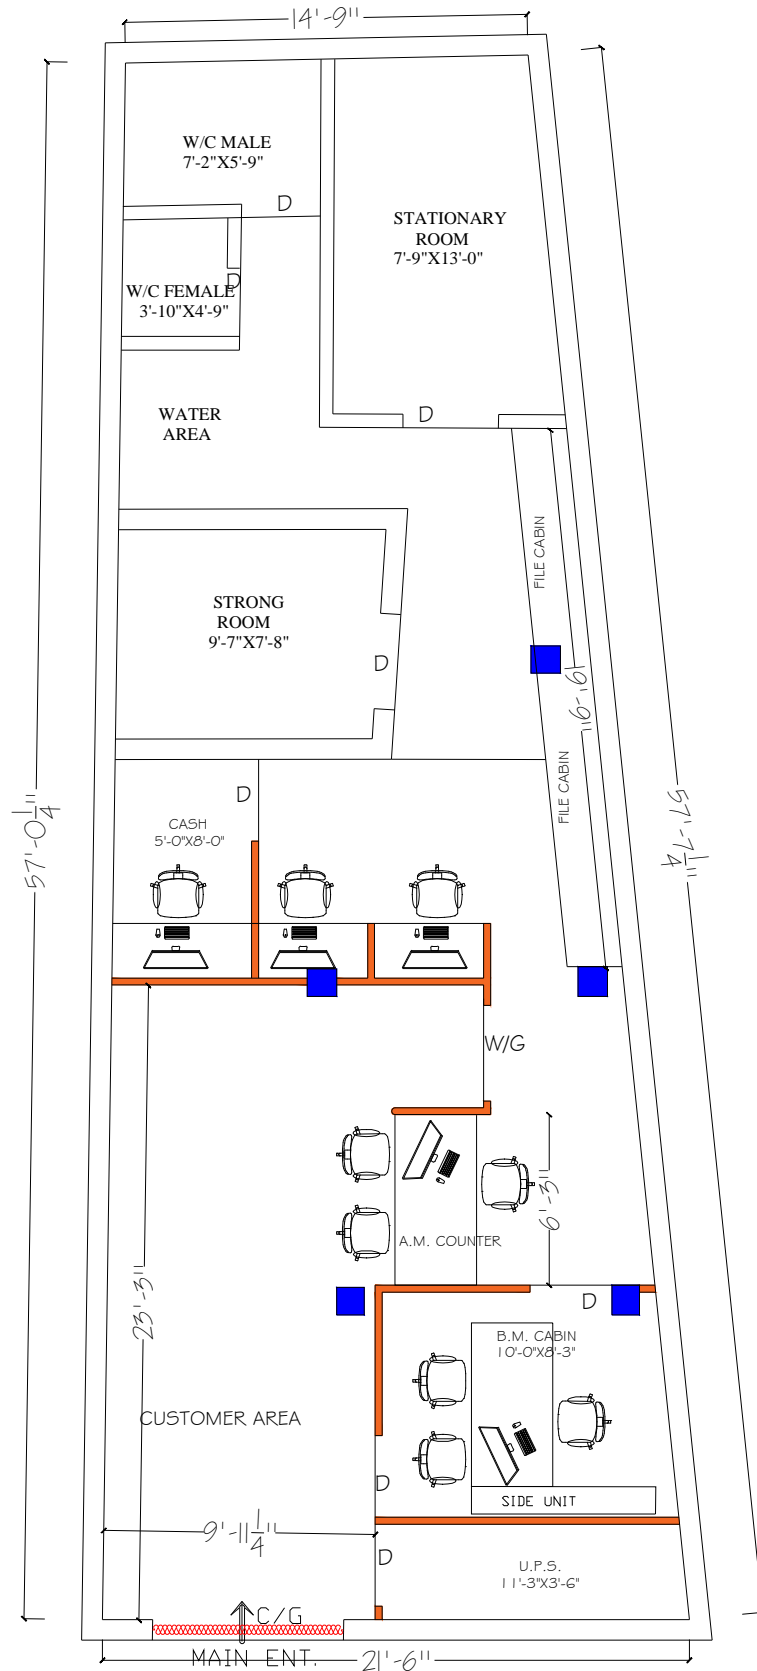 14'-9"
W/C MALE
7'-2"X5'-9"
D
STATIONARY
ROOM
7'-9"X13'-0"
D
W/C FEMALE
3'-10"X4'-9"
WATER
AREA
D
FILE CABIN
STRONG
ROOM
9'-7"X7'-8"
D
19'-9"
FILE CABIN
57'-0 1/4"
57'-7 1/4"
D
CASH
5'-0"X8'-0"
W/G
6'-3"
A.M. COUNTER
23'-3"
D
B.M. CABIN
10'-0"X8'-3"
CUSTOMER AREA
D
SIDE UNIT
9'-11 1/4"
D
U.P.S.
11'-3"X3'-6"
C/G
MAIN ENT.
21'-6"